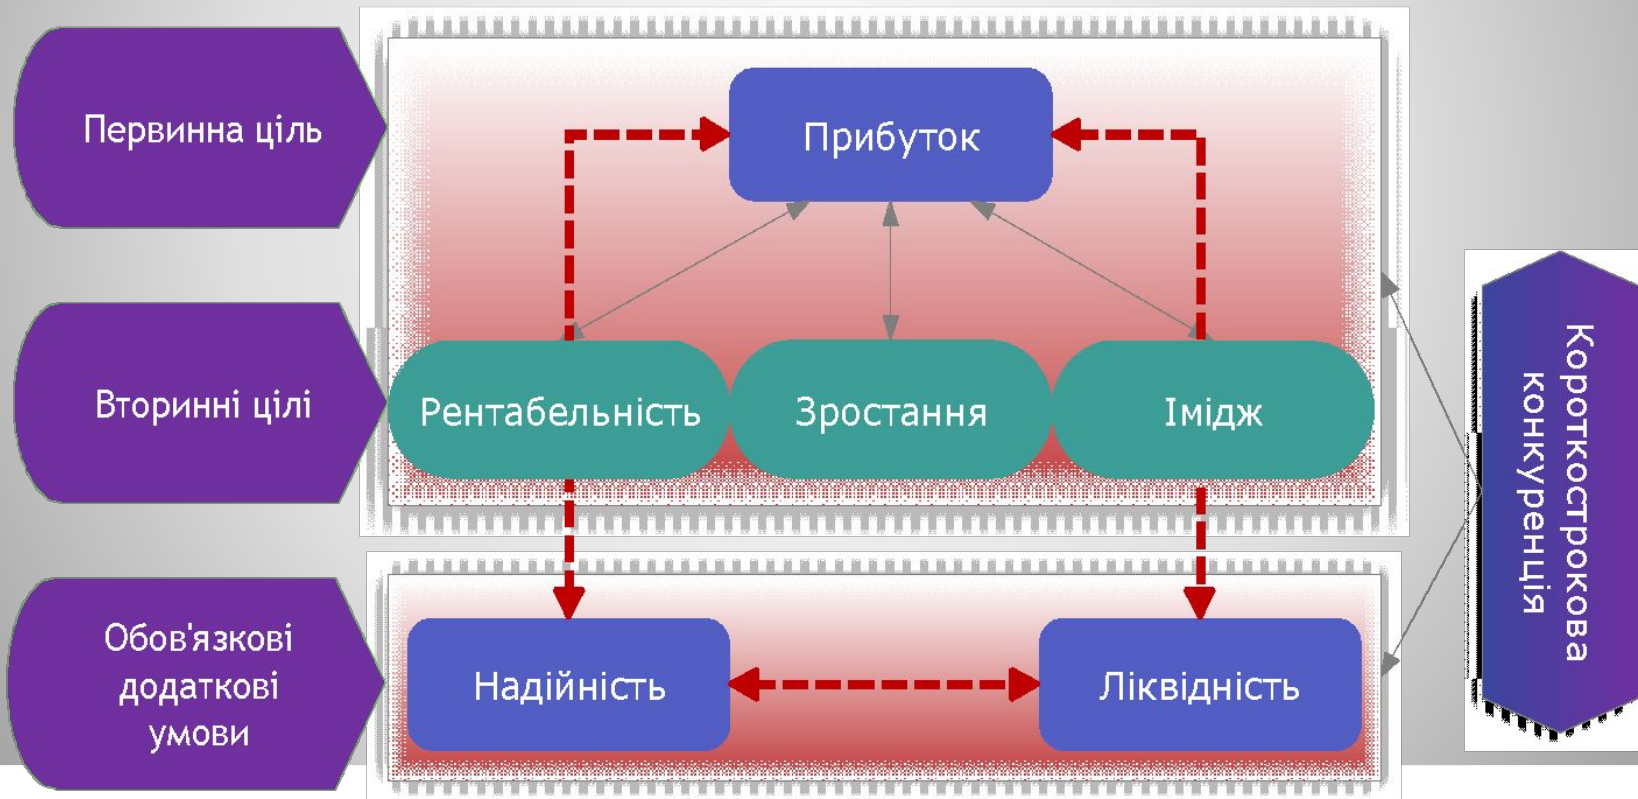 Первинна ціль
Прибуток
Вторинні цілі
Рентабельність
Зростання
Імідж
Обов'язкові
додаткові
умови
Надійність
Ліквідність
Короткострокова
конкуренція